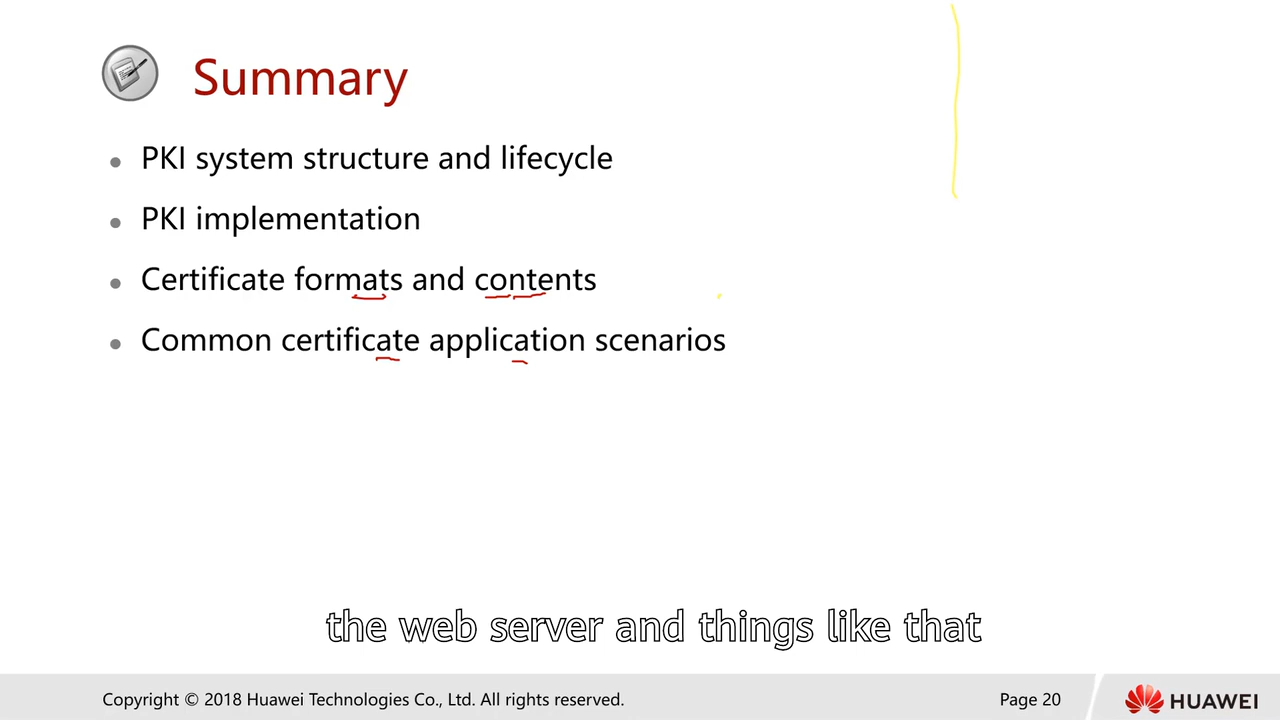 Summary
PKI system structure and lifecycle
PKI implementation
Certificate formats and contents
Common certificate application scenarios
the web server and things like that
Copyright © 2018 Huawei Technologies Co., Ltd. All rights reserved.
Page 20
HUAWEI